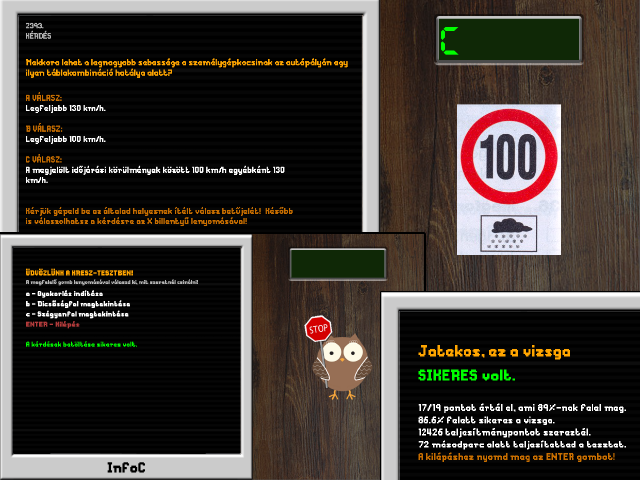 2393.
KÉRDÉS
Mekkora lehet a legnagyobb sebessége a személygépkocsinak az autópályán egy
ilyen táblakombináció hatálya alatt?
A VÁLASZ:
Legfeljebb 130 km/h.
B VÁLASZ:
Legfeljebb 100 km/h.
C VÁLASZ:
A megjelölt időjárási körülmények között 100 km/h egyébként 130
km/h.
Kérjük gépeld be az általad helyesnek ítélt válasz betűjelét! Később
is válaszolhatsz a kérdésre az X billentyű lenyomásával!
C
100
ÜDVÖZLÜNK A KRESZ-TESZTBEN!
A megfelelő gomb lenyomásával válaszd ki, mit szeretnél csinálni!
a - Gyakorlás indítása
b - Dicsőségfal megtekintése
c - Szégyenfal megtekintése
ENTER - Kilépés
A kérdések betöltése sikeres volt.
STOP
InfoC
Jatekos, ez a vizsga
SIKERES volt.
17/19 pontot értél el, ami 89%-nak felel meg.
86.6% felett sikeres a vizsga.
12426 teljesítménypontot szereztél.
72 másodperc alatt teljesítetted a tesztet.
A kilépéshez nyomd meg az ENTER gombot!